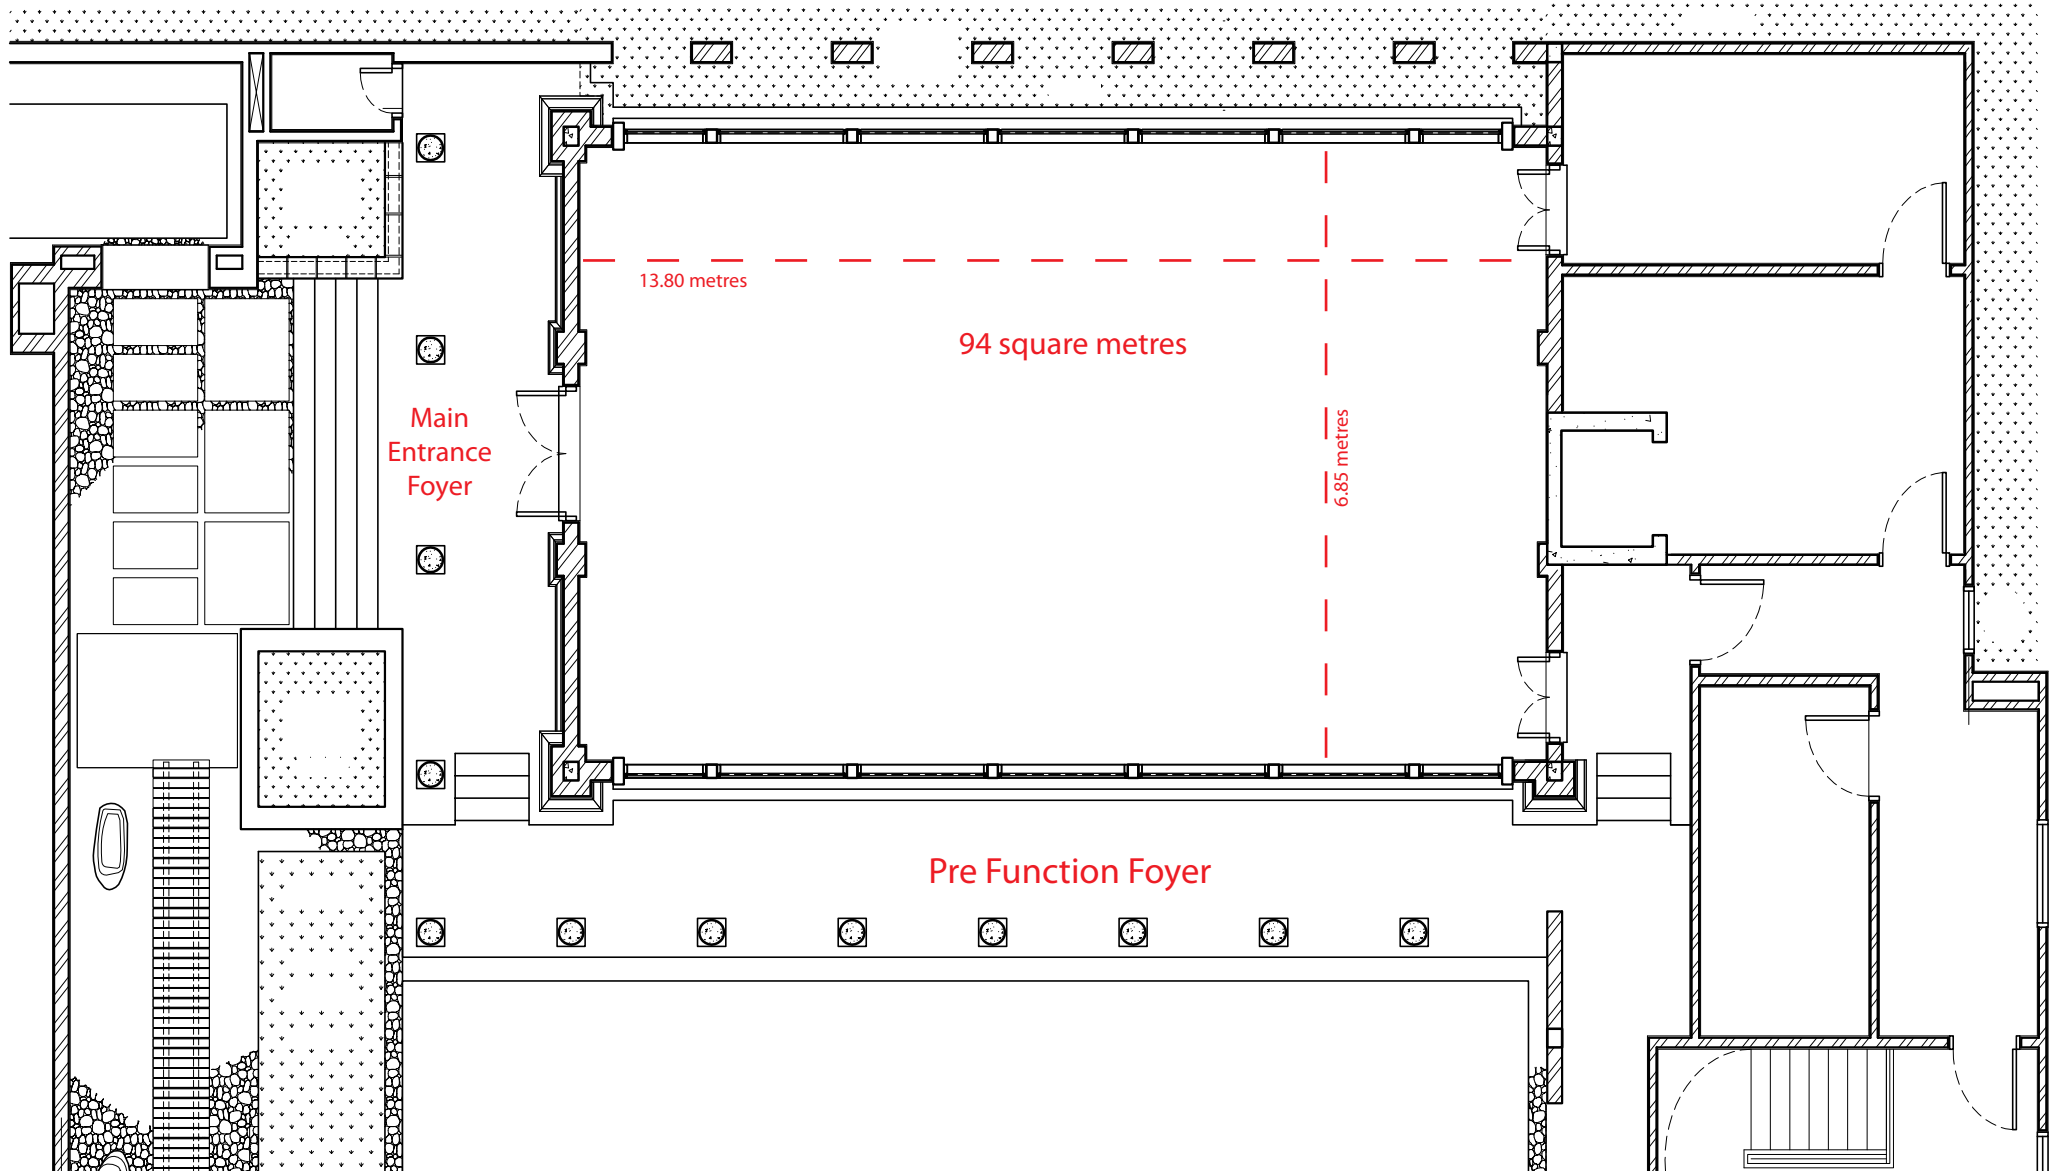 13.80 metres
94 square metres
Main
Entrance
Foyer
6.85 metres
Pre Function Foyer